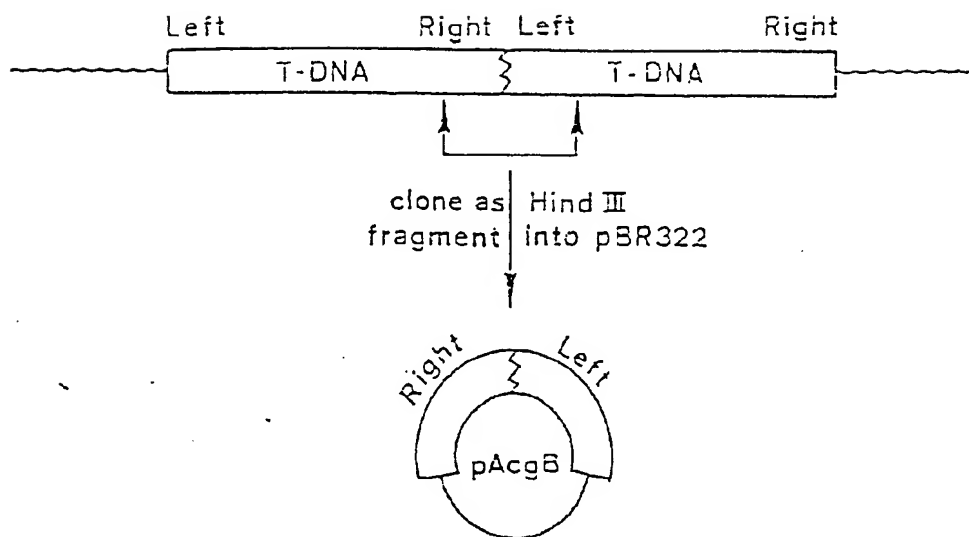 Left Right Left Right
T-DNA T-DNA
clone as Hind III
fragment into pBR322
Right Left
pAcgB